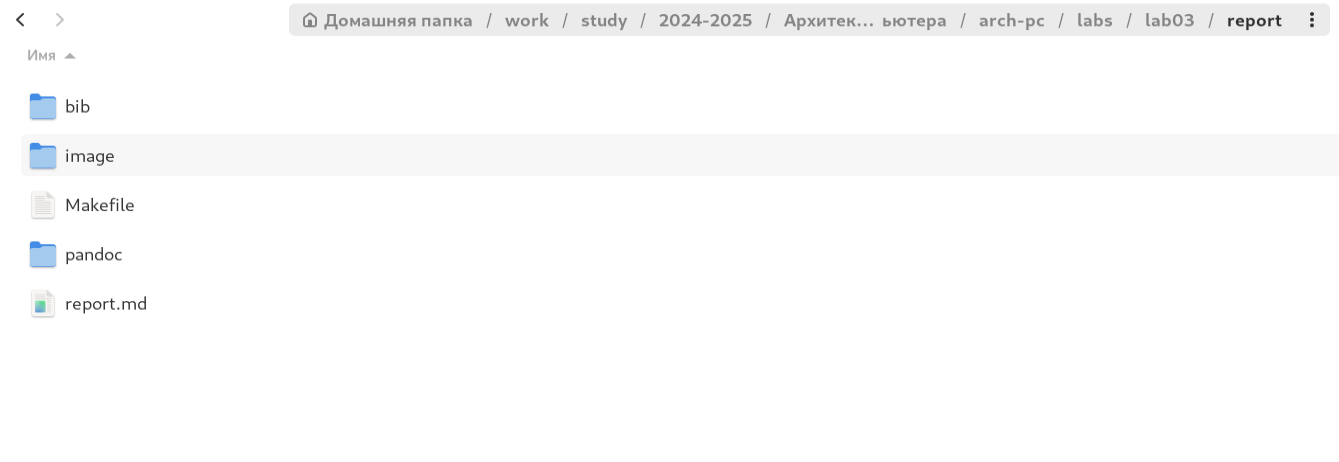 Домашняя папка / work / study / 2024-2025 / Архитек... ьютера / arch-pc / labs / lab03 / report
Имя
bib
image
Makefile
pandoc
report.md